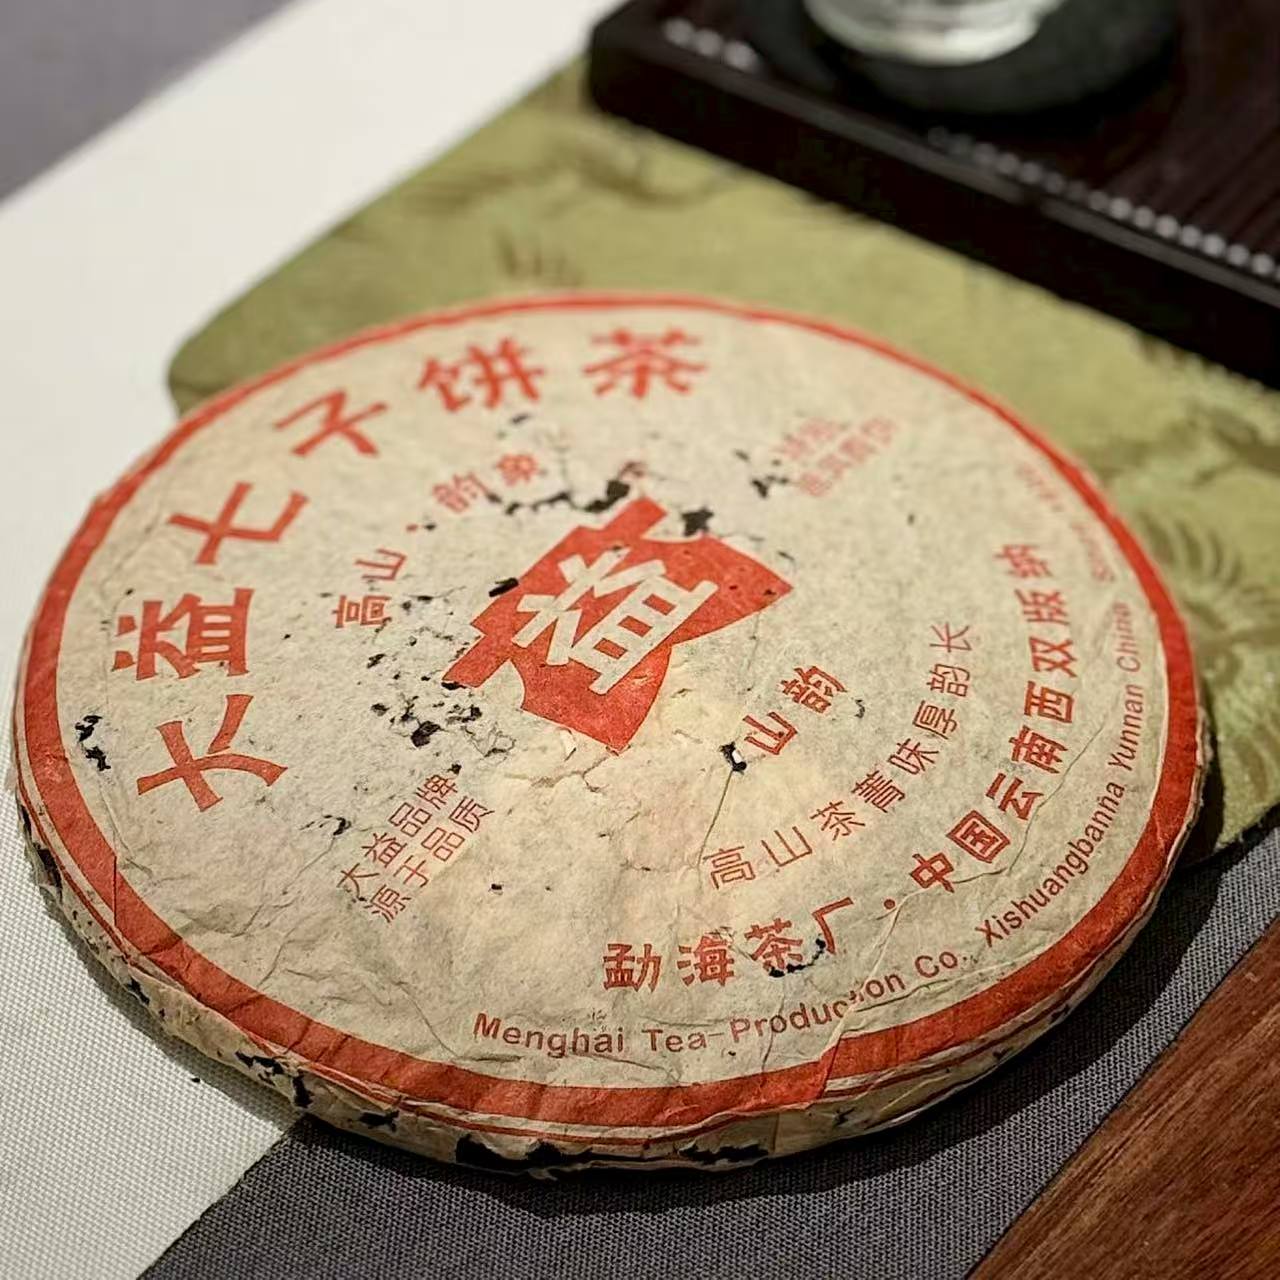 大益七子饼茶
高山·韵象
益
山韵
高山茶菁味厚韵长
大益品牌
源于品质
勐海茶厂·中国云南西双版纳
Menghai Tea Production Co. Xishuangbanna Yunnan China